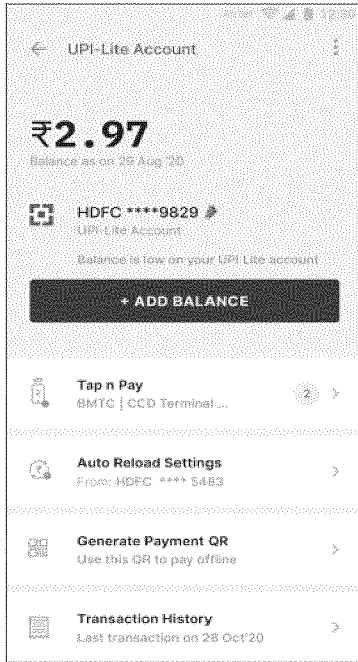 Airtel 12:30
UPI-Lite Account
₹2.97
Balance as on 29 Aug '20
HDFC ****9829
UPI-Lite Account
Balance is low on your UPI Lite account
+ ADD BALANCE
Tap n Pay
BMTC | CCD Terminal ...
2
Auto Reload Settings
From: HDFC **** 5463
Generate Payment QR
Use this QR to pay offline
Transaction History
Last transaction on 28 Oct'20